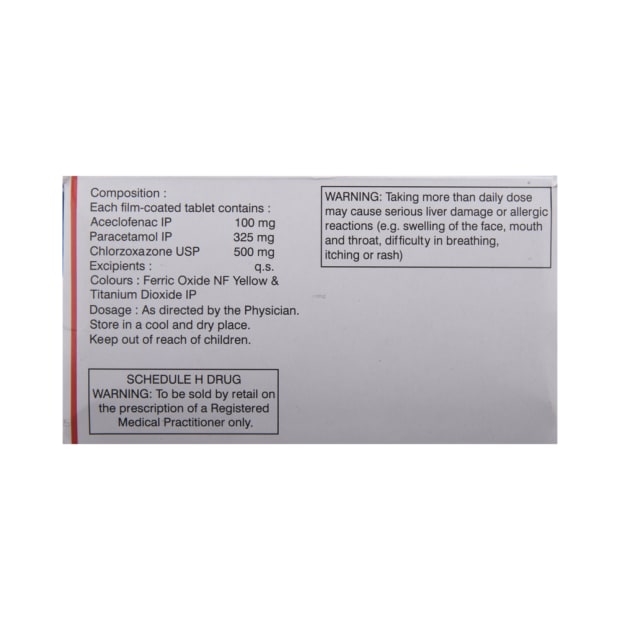 Composition :
Each film-coated tablet contains :
Aceclofenac IP 100 mg
Paracetamol IP 325 mg
Chlorzoxazone USP 500 mg
Excipients : q.s.
Colours : Ferric Oxide NF Yellow &
Titanium Dioxide IP
Dosage : As directed by the Physician.
Store in a cool and dry place.
Keep out of reach of children.
SCHEDULE H DRUG
WARNING: To be sold by retail on
the prescription of a Registered
Medical Practitioner only.
WARNING: Taking more than daily dose
may cause serious liver damage or allergic
reactions (e.g. swelling of the face, mouth
and throat, difficulty in breathing,
itching or rash)